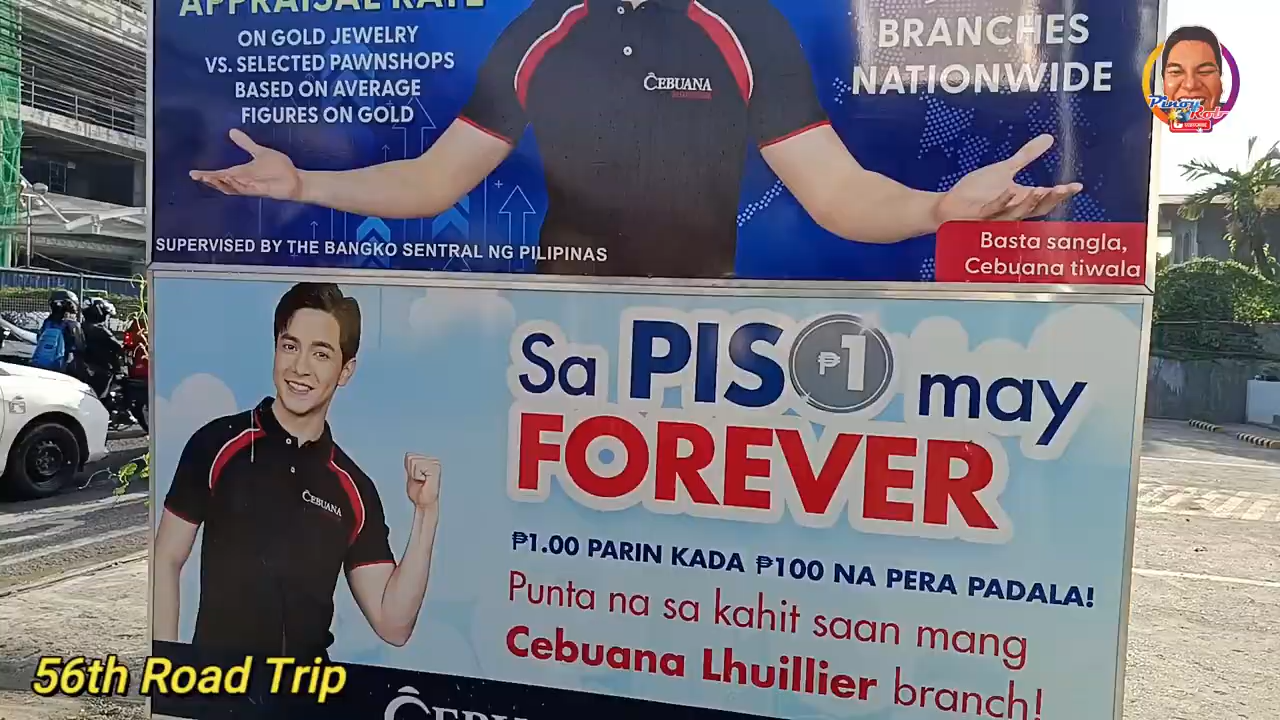 APPRAISAL RATE
ON GOLD JEWELRY
VS. SELECTED PAWNSHOPS
BASED ON AVERAGE
FIGURES ON GOLD
BRANCHES
NATIONWIDE
CEBUANA
Pinoy
SUPERVISED BY THE BANGKO SENTRAL NG PILIPINAS
Basta sangla,
Cebuana tiwala
Sa PISO ₱1 may
FOREVER
CEBUANA
₱1.00 PARIN KADA ₱100 NA PERA PADALA!
Punta na sa kahit saan mang
Cebuana Lhuillier branch!
56th Road Trip